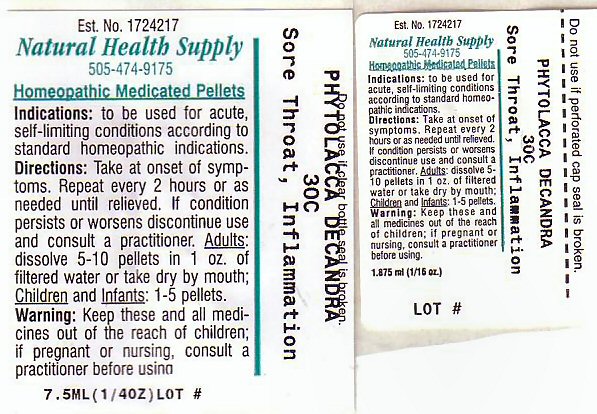 Est. No. 1724217
Natural Health Supply
505-474-9175
Homeopathic Medicated Pellets
Indications: to be used for acute,
self-limiting conditions according to
standard homeopathic indications.
Directions: Take at onset of symp-
toms. Repeat every 2 hours or as
needed until relieved. If condition
persists or worsens discontinue use
and consult a practitioner. Adults:
dissolve 5-10 pellets in 1 oz. of
filtered water or take dry by mouth;
Children and Infants: 1-5 pellets.
Warning: Keep these and all medi-
cines out of the reach of children;
if pregnant or nursing, consult a
practitioner before using
7.5ML(1/4OZ)LOT #
Do not use if clear bottle seal is broken.
PHYTOLACCA DECANDRA
30C
Sore Throat, Inflammation
Est. No. 1724217
Natural Health Supply
505-474-9175
Homeopathic Medicated Pellets
Indications: to be used for acute,
self-limiting conditions according
to standard homeo-
pathic indications.
Directions: Take at onset of
symptoms. Repeat every 2
hours or as needed until relieved.
If condition persists or worsens
discontinue use and consult a
practitioner. Adults: dissolve 5-
10 pellets in 1 oz. of filtered
water or take dry by mouth;
Children and Infants: 1-5 pellets.
Warning: Keep these and
all medicines out of the reach
of children; if pregnant or
nursing, consult a practitioner
before using.
1.875 ml (1/16 oz.)
LOT #
Do not use if perforated cap seal is broken.
PHYTOLACCA DECANDRA
30C
Sore Throat, Inflammation